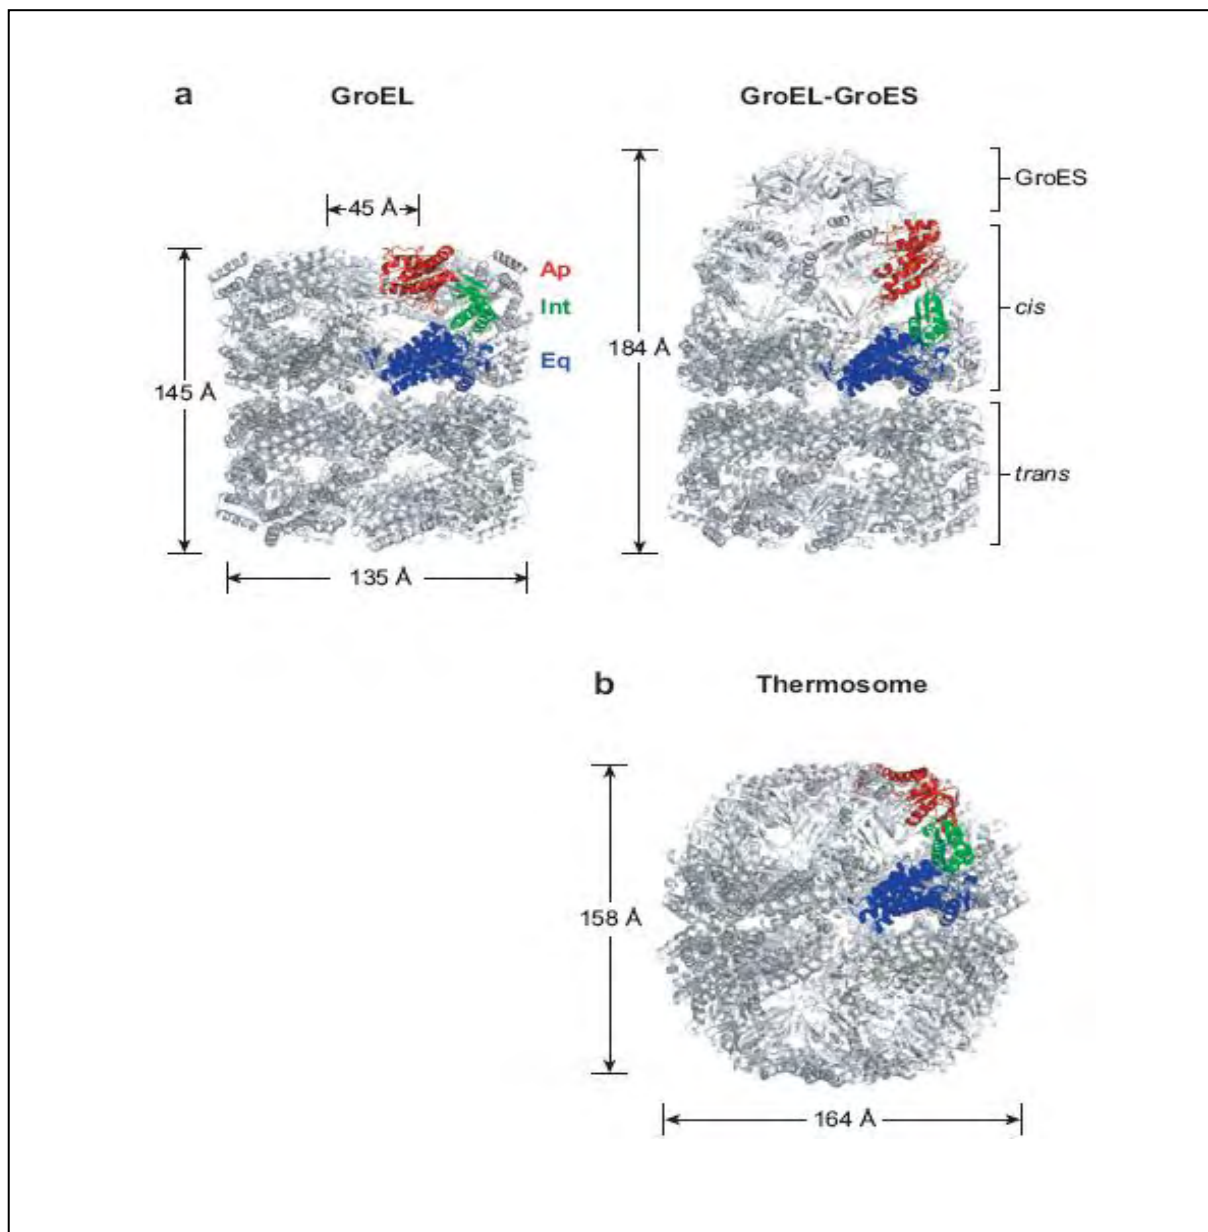 a
GroEL
GroEL-GroES
GroES
45 Å
Ap
Int
cis
184 Å
Eq
145 Å
trans
135 Å
b
Thermosome
158 Å
164 Å